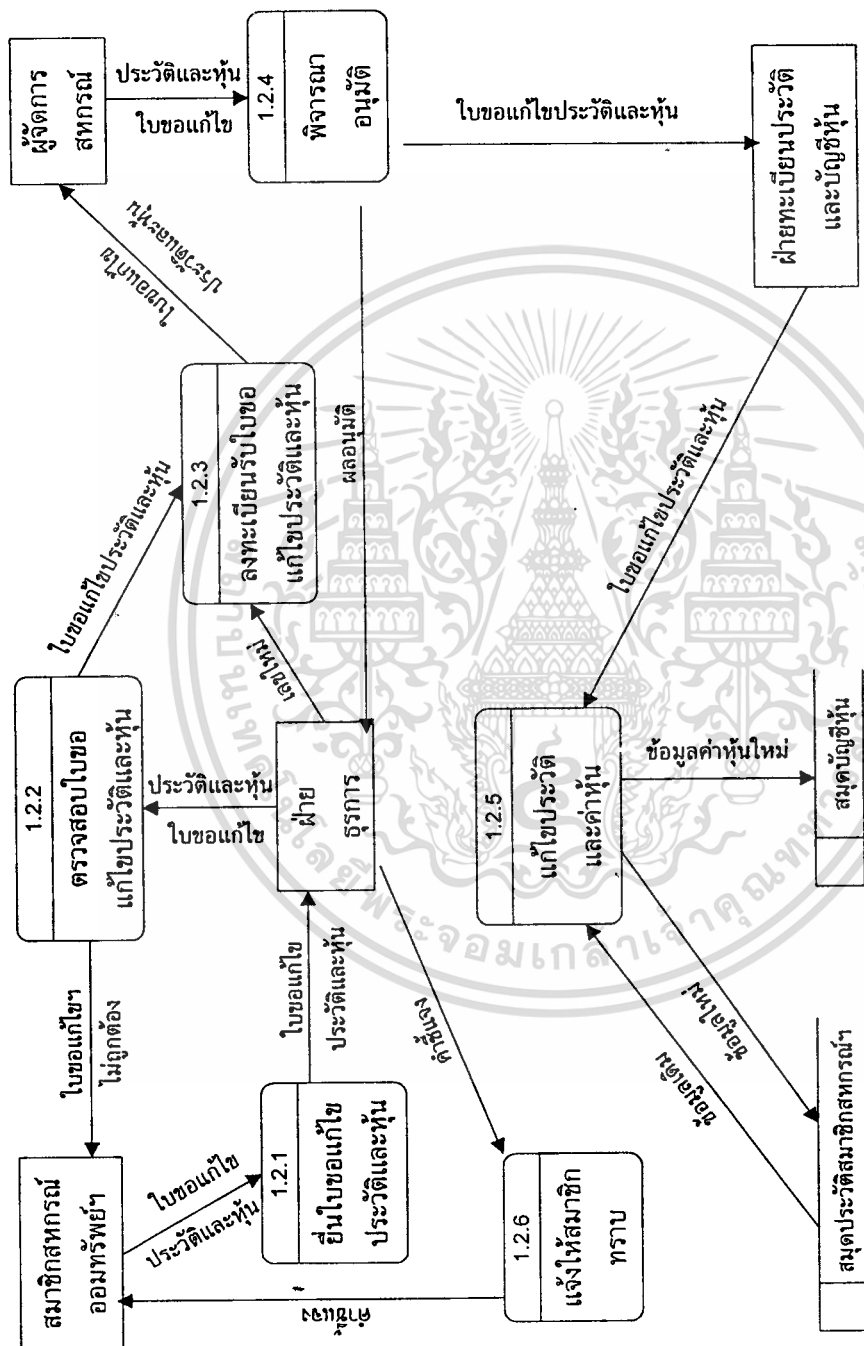 สมาชิกสหกรณ์
ออมทรัพย์ฯ
ใบขอแก้ไขฯ
ไม่ถูกต้อง
1.2.2
ตรวจสอบใบขอ
แก้ไขประวัติและหุ้น
ใบขอแก้ไขประวัติและหุ้น
1.2.3
ลงทะเบียนรับใบขอ
แก้ไขประวัติและหุ้น
ใบขอแก้ไข
ประวัติและหุ้น
ผู้จัดการ
สหกรณ์
ประวัติและหุ้น
ใบขอแก้ไข
1.2.4
พิจารณา
อนุมัติ
ใบขอแก้ไข
ประวัติและหุ้น
1.2.1
ยื่นใบขอแก้ไข
ประวัติและหุ้น
ใบขอแก้ไข
ประวัติและหุ้น
ฝ่าย
ธุรการ
ประวัติและหุ้น
ใบขอแก้ไข
เลขใหม่
ผลอนุมัติ
ใบขอแก้ไขประวัติและหุ้น
คำชี้แจง
คำชี้แจง
1.2.6
แจ้งให้สมาชิก
ทราบ
1.2.5
แก้ไขประวัติ
และค่าหุ้น
ใบขอแก้ไขประวัติและหุ้น
ฝ่ายทะเบียนประวัติ
และบัญชีหุ้น
ข้อมูลเดิม
ข้อมูลใหม่
ข้อมูลค่าหุ้นใหม่
สมุดประวัติสมาชิกสหกรณ์ฯ
สมุดบัญชีหุ้น